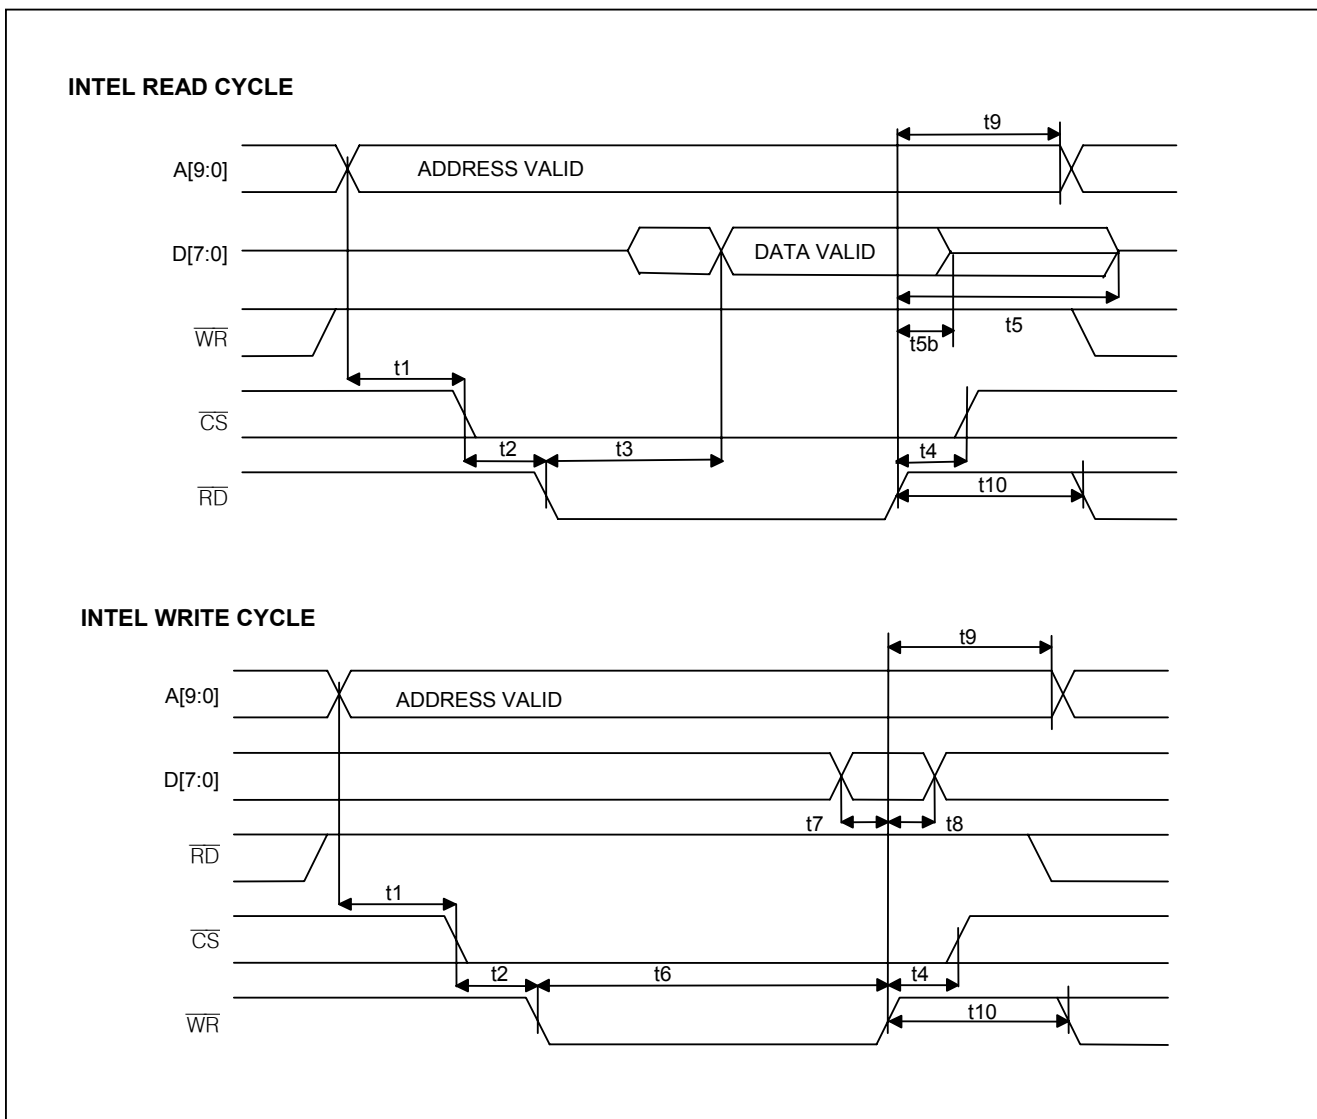 INTEL READ CYCLE
t9
A[9:0] ADDRESS VALID
D[7:0] DATA VALID
t5
WR
t5b
t1
CS
t2 t3 t4
RD
t10
INTEL WRITE CYCLE
t9
A[9:0] ADDRESS VALID
D[7:0]
t7 t8
RD
t1
CS
t2 t6 t4
WR
t10